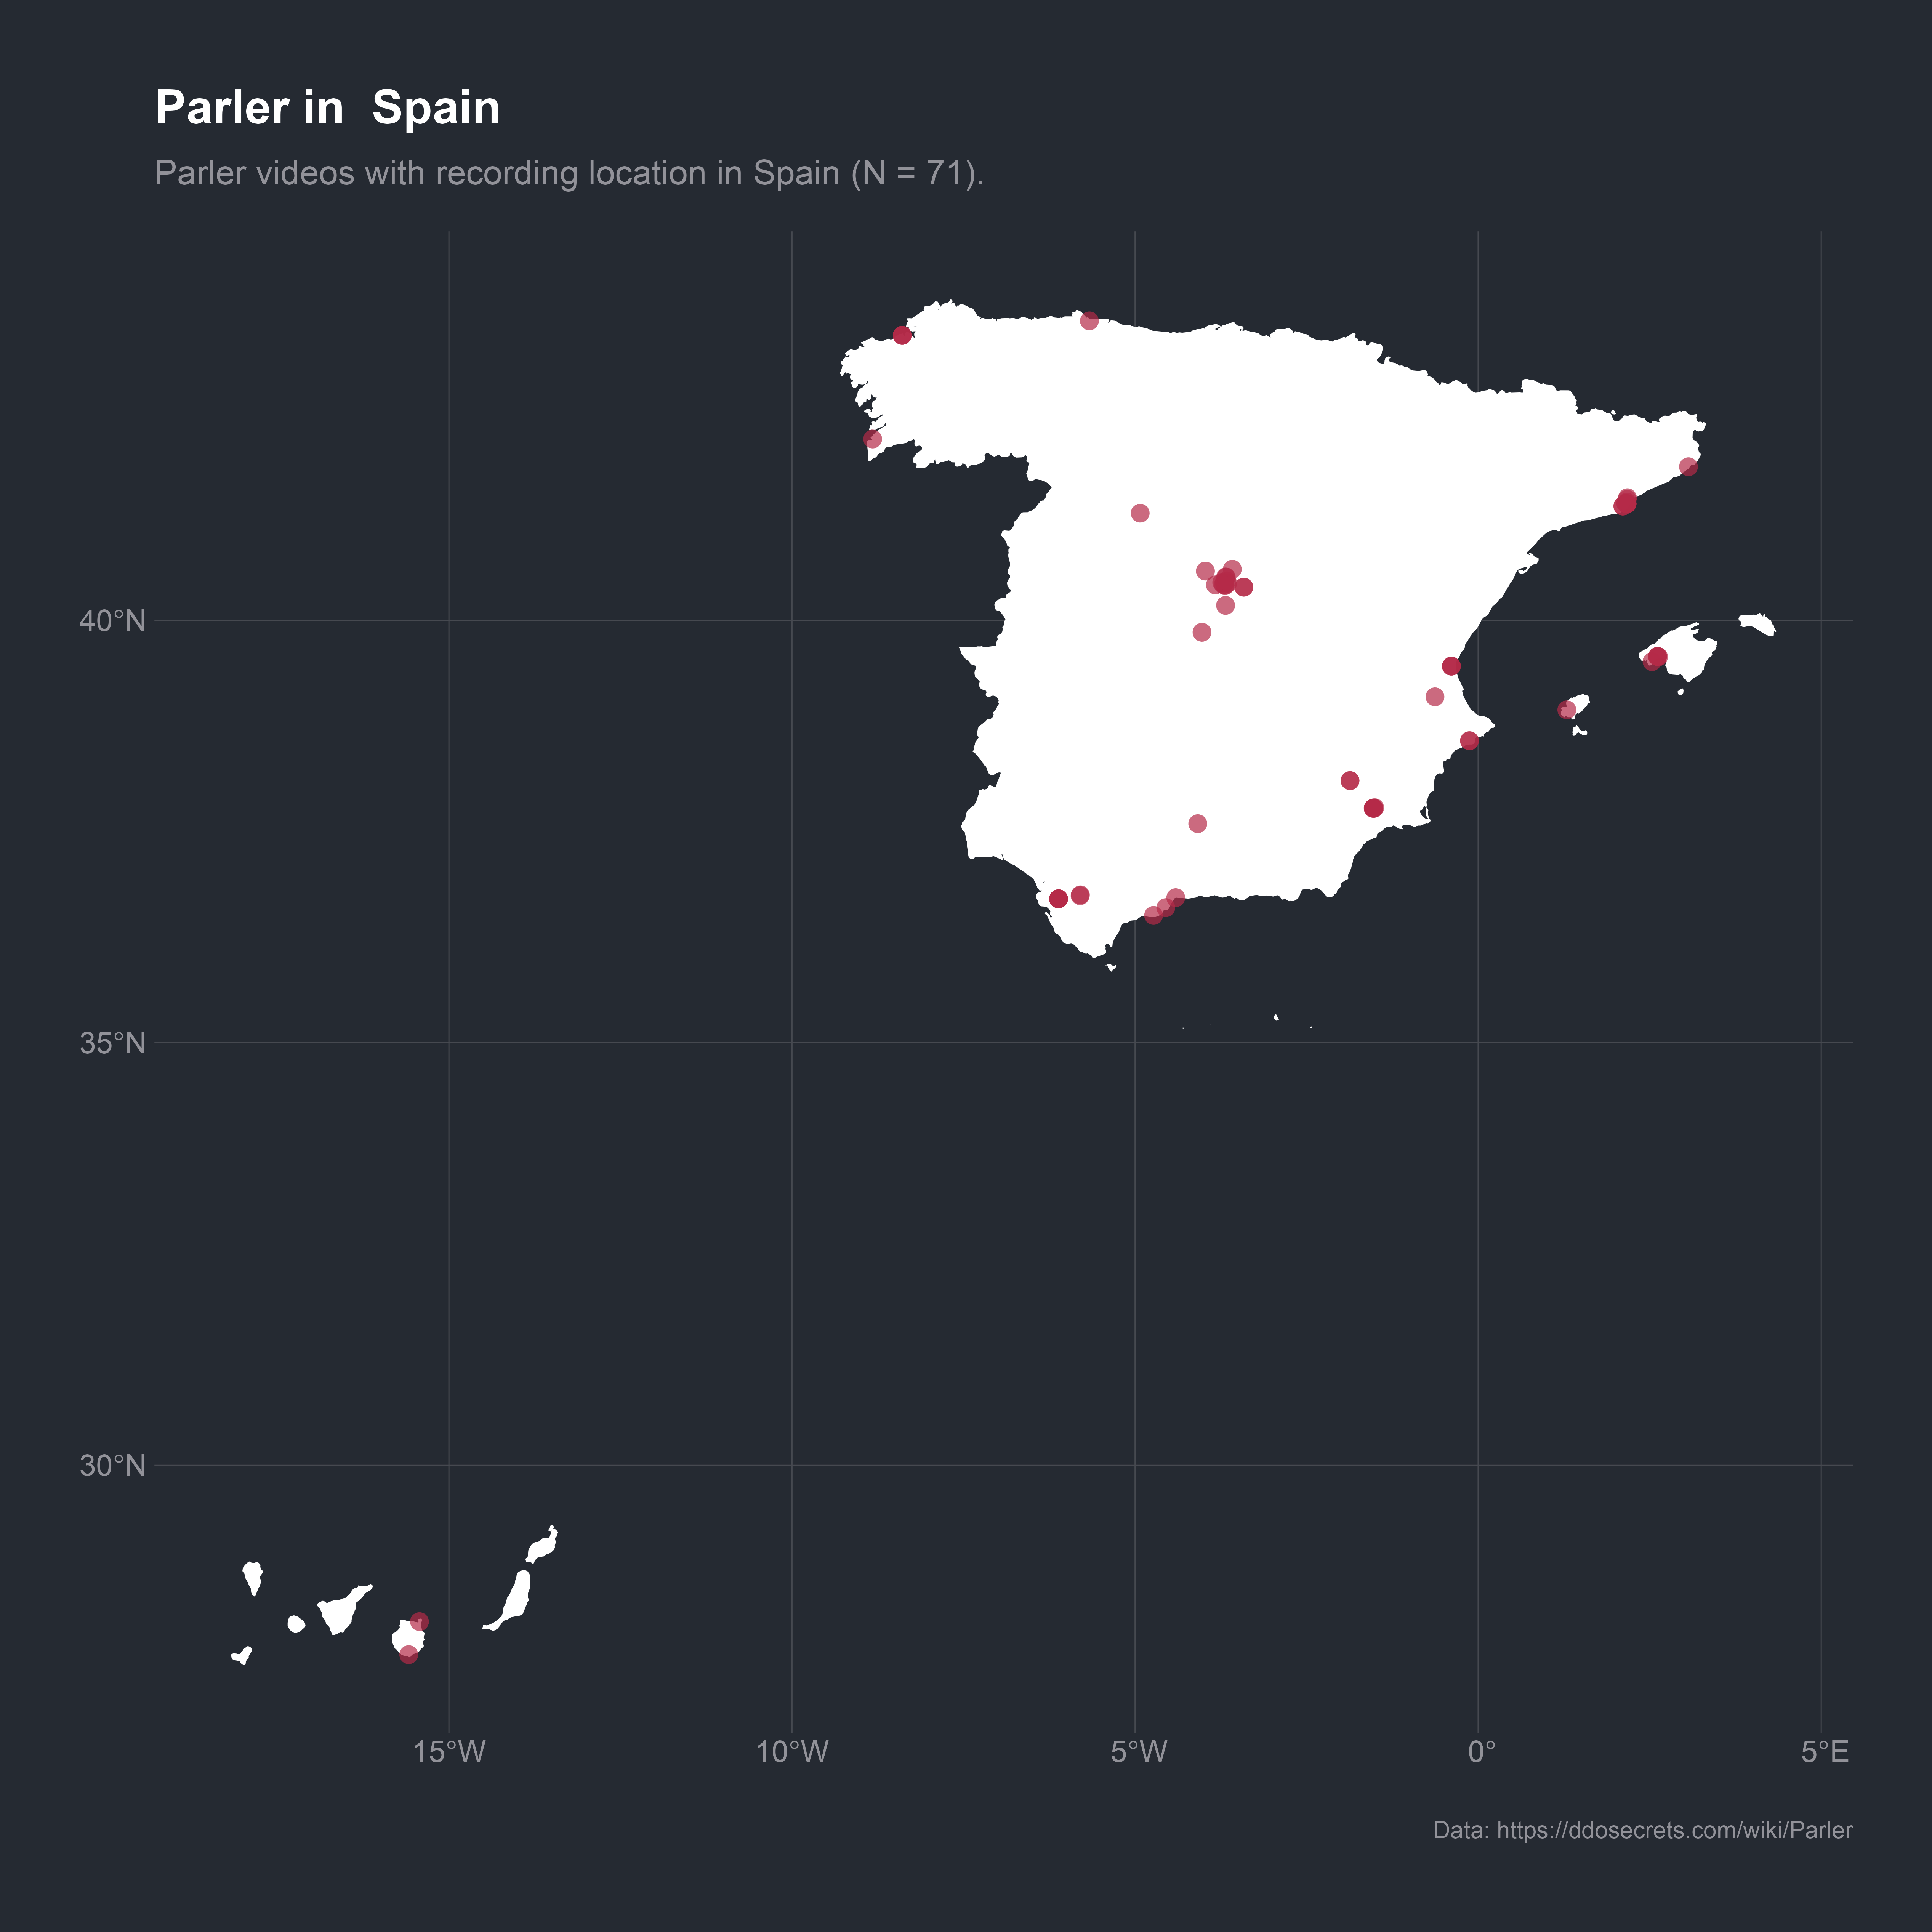 Parler in  Spain
Parler videos with recording location in Spain (N = 71).
40°N
35°N
30°N
15°W
10°W
5°W
0°
5°E
Data: https://ddosecrets.com/wiki/Parler